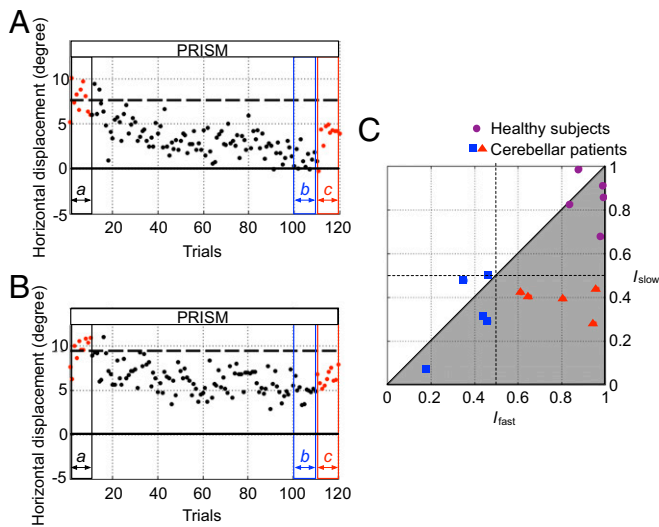 A
PRISM
Horizontal displacement (degree)
10
5
0
-5
a
b
c
20 40 60 80 100 120
Trials
B
PRISM
Horizontal displacement (degree)
10
5
0
-5
a
b
c
20 40 60 80 100 120
Trials
C
Healthy subjects
Cerebellar patients
1
0.8
0.6
0.4
0.2
0
Islow
0 0.2 0.4 0.6 0.8 1
Ifast